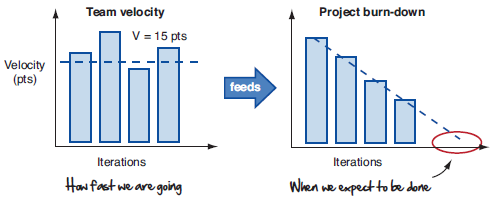 Team velocity
Project burn-down
V = 15 pts
Velocity
(pts)
feeds
Iterations
Iterations
How fast we are going
When we expect to be done